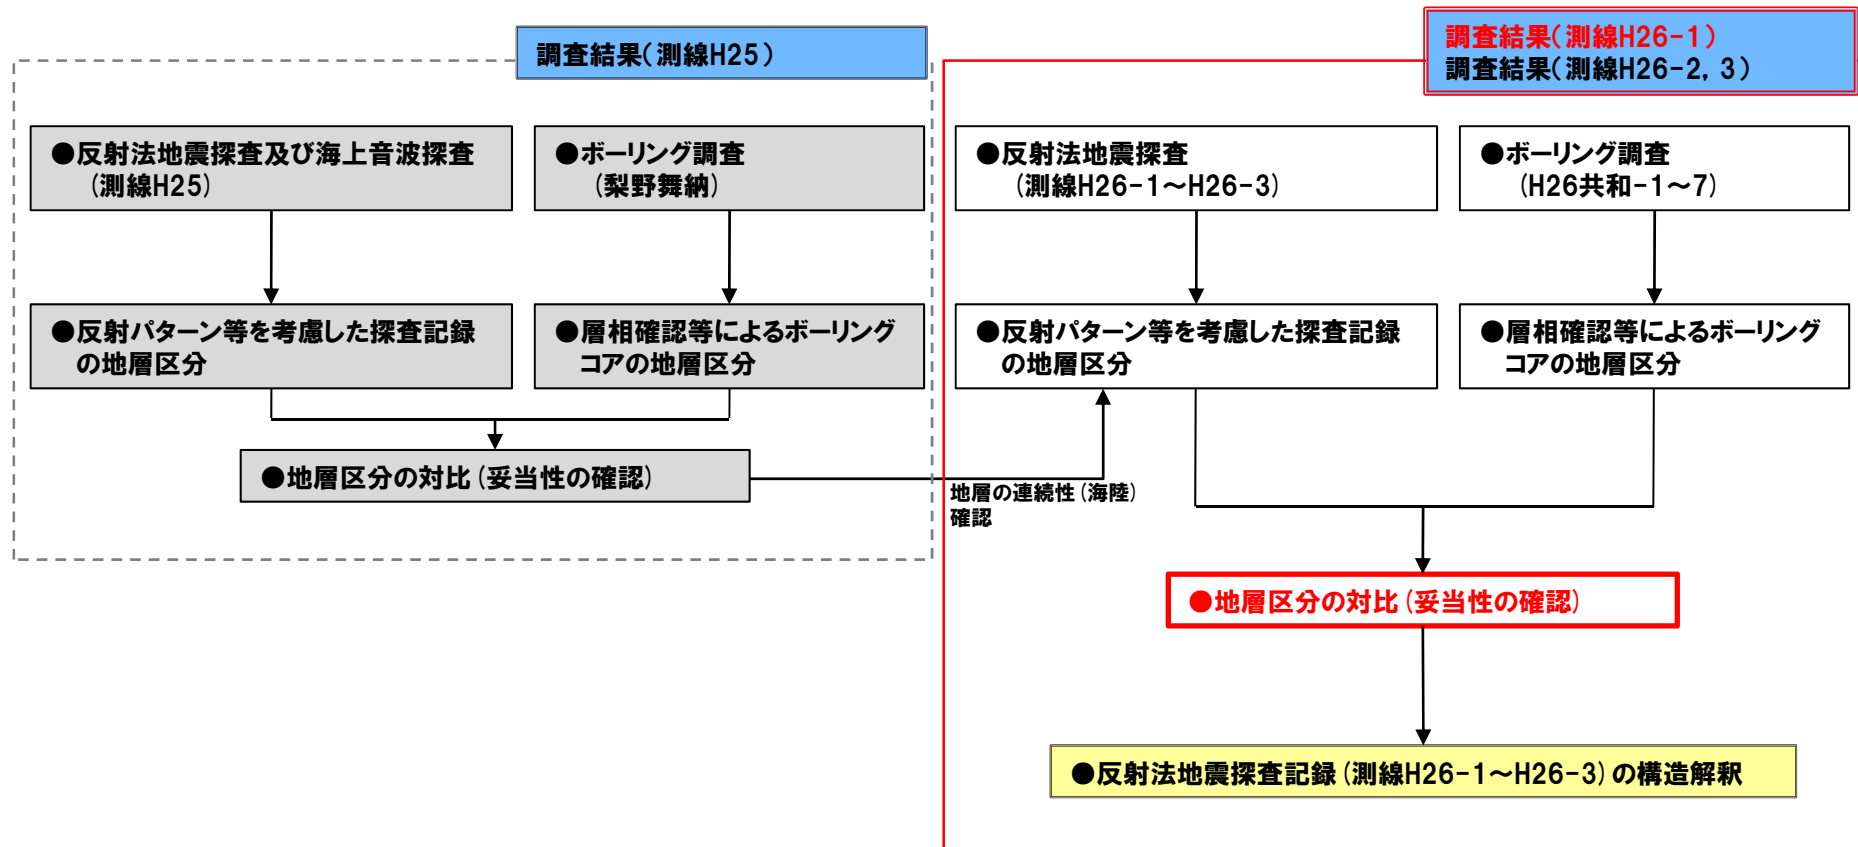 調査結果(測線H25)
●反射法地震探査及び海上音波探査
(測線H25)
●ボーリング調査
(梨野舞納)
●反射パターン等を考慮した探査記録
の地層区分
●層相確認等によるボーリング
コアの地層区分
●地層区分の対比(妥当性の確認)
地層の連続性(海陸)
確認
調査結果(測線H26-1)
調査結果(測線H26-2, 3)
●反射法地震探査
(測線H26-1～H26-3)
●ボーリング調査
(H26共和-1～7)
●反射パターン等を考慮した探査記録
の地層区分
●層相確認等によるボーリング
コアの地層区分
●地層区分の対比(妥当性の確認)
●反射法地震探査記録(測線H26-1～H26-3)の構造解釈